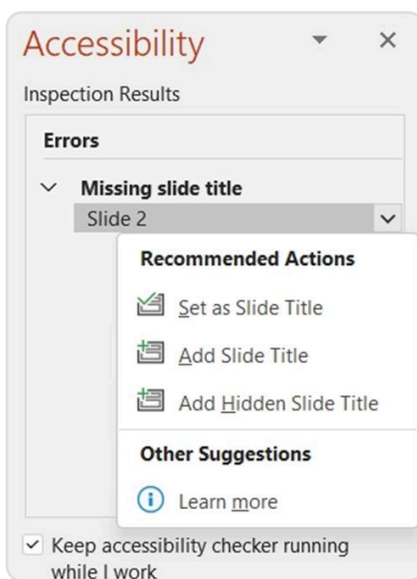 Accessibility
Inspection Results
Errors
Missing slide title
Slide 2
Recommended Actions
Set as Slide Title
Add Slide Title
Add Hidden Slide Title
Other Suggestions
Learn more
Keep accessibility checker running
while I work